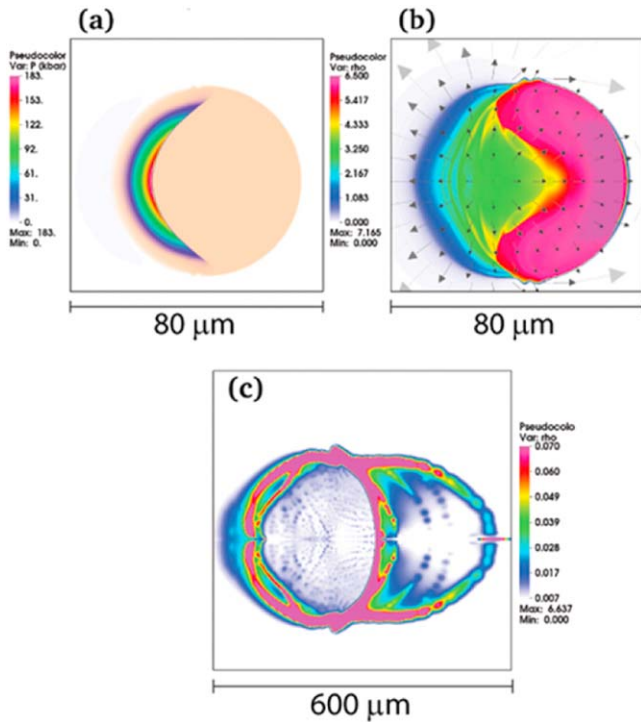 (a)
Pseudocolor
Var: P (kbar)
183.
153.
122.
92.
61.
31.
0.
Max: 183.
Min: 0.
80 μm
(b)
Pseudocolor
Var: rho
6.500
5.417
4.333
3.250
2.167
1.083
0.000
Max: 7.165
Min: 0.000
80 μm
(c)
Pseudocolo
Var: rho
0.070
0.060
0.049
0.039
0.028
0.017
0.007
Max: 6.637
Min: 0.000
600 μm